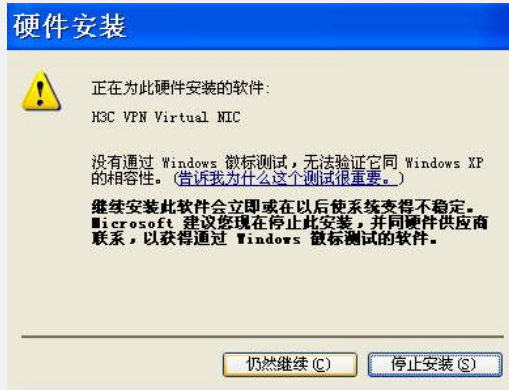 硬件安装
正在为此硬件安装的软件:
H3C VPN Virtual NIC
没有通过 Windows 徽标测试，无法验证它同 Windows XP
的相容性。(告诉我为什么这个测试很重要。)
继续安装此软件会立即或在以后使系统变得不稳定。
Microsoft 建议您现在停止此安装，并同硬件供应商
联系，以获得通过 Windows 徽标测试的软件。
仍然继续(C)
停止安装(S)